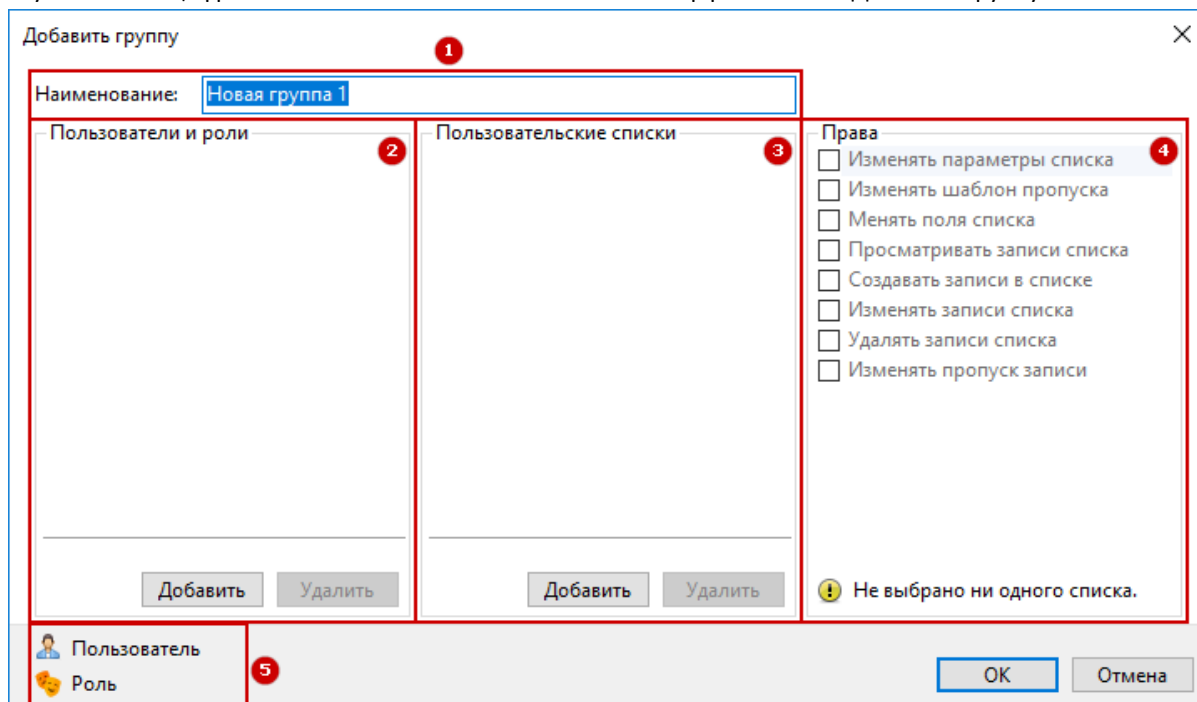 Добавить группу
1
Наименование: Новая группа 1
Пользователи и роли
2
Добавить Удалить
Пользовательские списки
3
Добавить Удалить
Права
4
Изменять параметры списка
Изменять шаблон пропуска
Менять поля списка
Просматривать записи списка
Создавать записи в списке
Изменять записи списка
Удалять записи списка
Изменять пропуск записи
Не выбрано ни одного списка.
Пользователь
Роль
5
OK Отмена